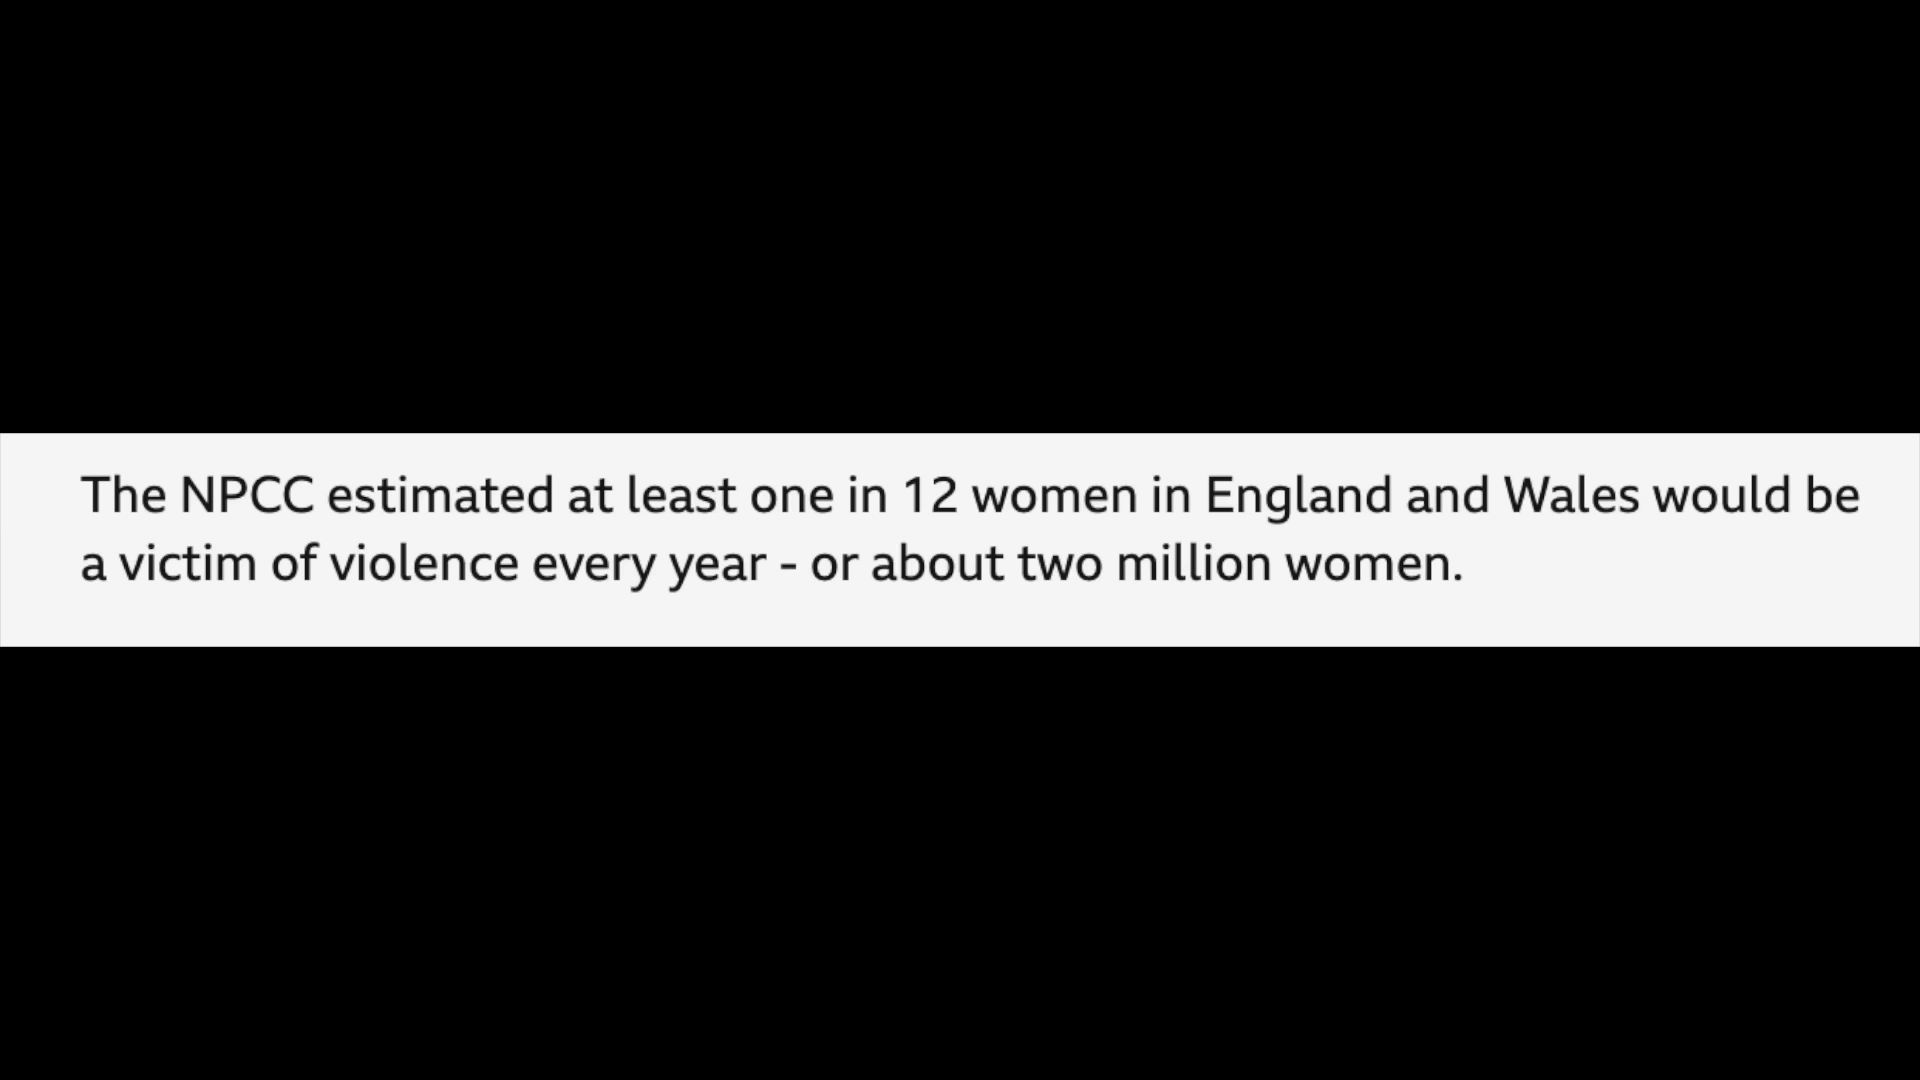 The NPCC estimated at least one in 12 women in England and Wales would be
a victim of violence every year - or about two million women.